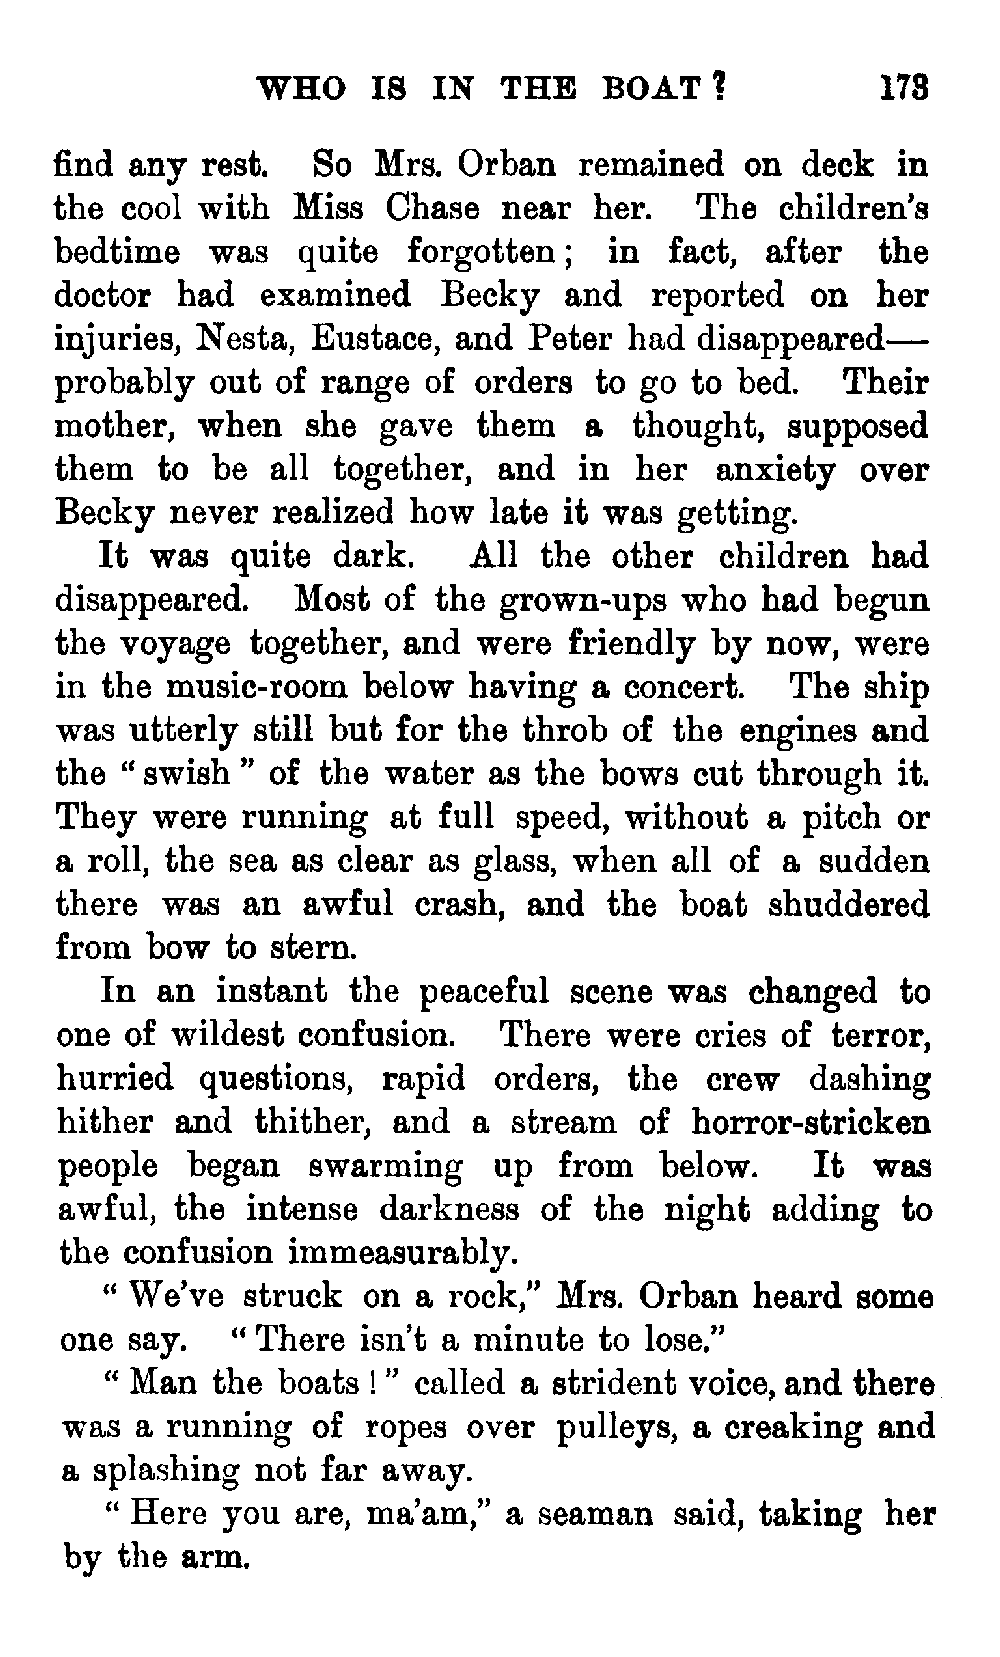 WHO IS IN THE BOAT? 173
find any rest. So Mrs. Orban remained on deck in
the cool with Miss Chase near her. The children's
bedtime was quite forgotten; in fact, after the
doctor had examined Becky and reported on her
injuries, Nesta, Eustace, and Peter had disappeared—
probably out of range of orders to go to bed. Their
mother, when she gave them a thought, supposed
them to be all together, and in her anxiety over
Becky never realized how late it was getting.
It was quite dark. All the other children had
disappeared. Most of the grown-ups who had begun
the voyage together, and were friendly by now, were
in the music-room below having a concert. The ship
was utterly still but for the throb of the engines and
the "swish" of the water as the bows cut through it.
They were running at full speed, without a pitch or
a roll, the sea as clear as glass, when all of a sudden
there was an awful crash, and the boat shuddered
from bow to stern.
In an instant the peaceful scene was changed to
one of wildest confusion. There were cries of terror,
hurried questions, rapid orders, the crew dashing
hither and thither, and a stream of horror-stricken
people began swarming up from below. It was
awful, the intense darkness of the night adding to
the confusion immeasurably.
"We've struck on a rock," Mrs. Orban heard some
one say. "There isn't a minute to lose."
"Man the boats!" called a strident voice, and there
was a running of ropes over pulleys, a creaking and
a splashing not far away.
"Here you are, ma'am," a seaman said, taking her
by the arm.